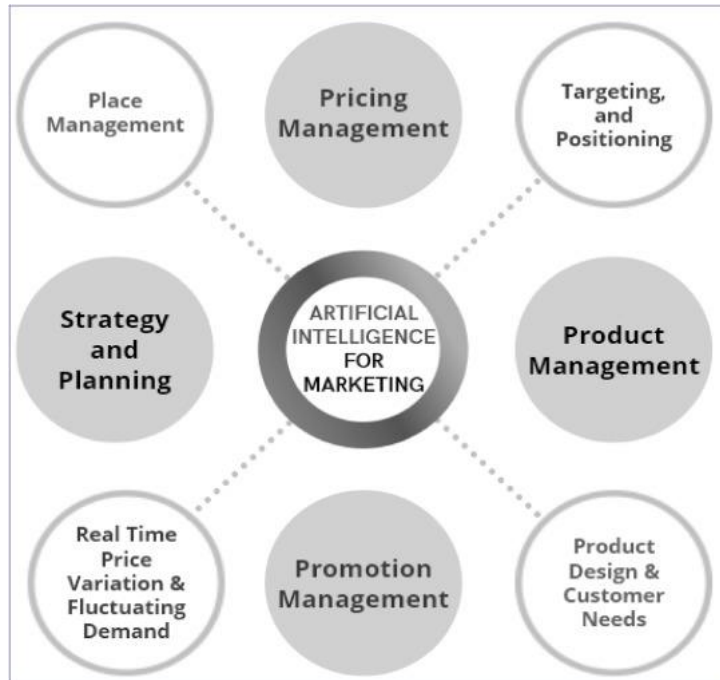 Place
Management
Pricing
Management
Targeting,
and
Positioning
Strategy
and
Planning
ARTIFICIAL
INTELLIGENCE
FOR
MARKETING
Product
Management
Real Time
Price
Variation &
Fluctuating
Demand
Promotion
Management
Product
Design &
Customer
Needs